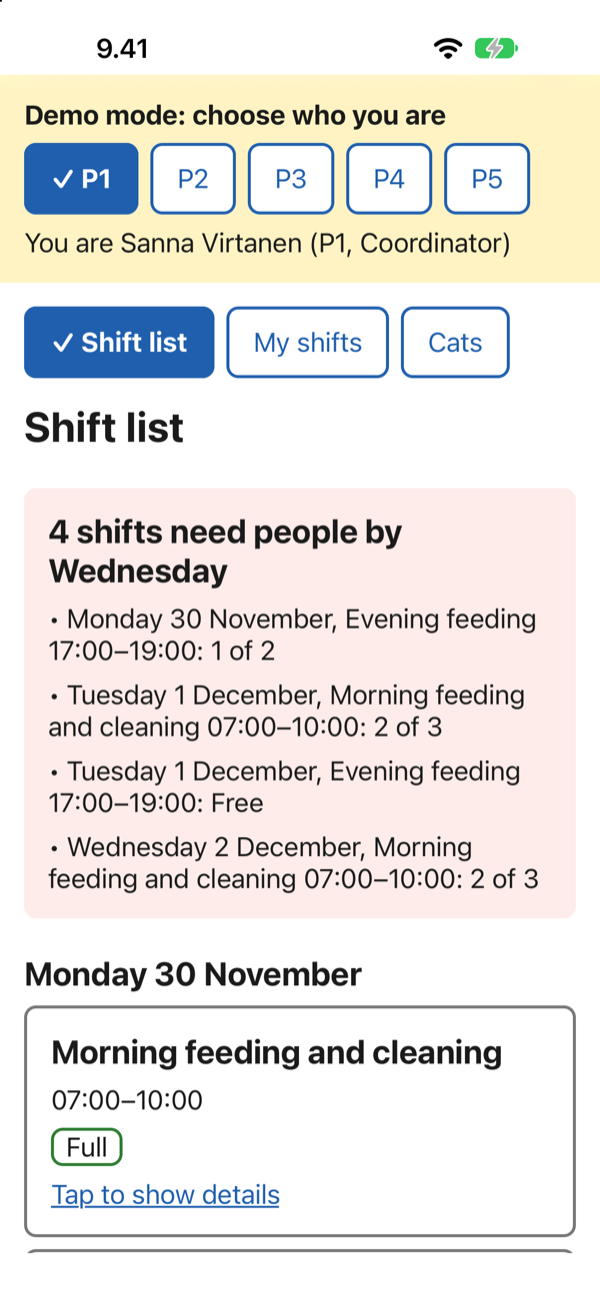 9.41
Demo mode: choose who you are
✓ P1
P2
P3
P4
P5
You are Sanna Virtanen (P1, Coordinator)
✓ Shift list
My shifts
Cats
Shift list
4 shifts need people by
Wednesday
• Monday 30 November, Evening feeding
17:00–19:00: 1 of 2
• Tuesday 1 December, Morning feeding
and cleaning 07:00–10:00: 2 of 3
• Tuesday 1 December, Evening feeding
17:00–19:00: Free
• Wednesday 2 December, Morning
feeding and cleaning 07:00–10:00: 2 of 3
Monday 30 November
Morning feeding and cleaning
07:00–10:00
Full
Tap to show details